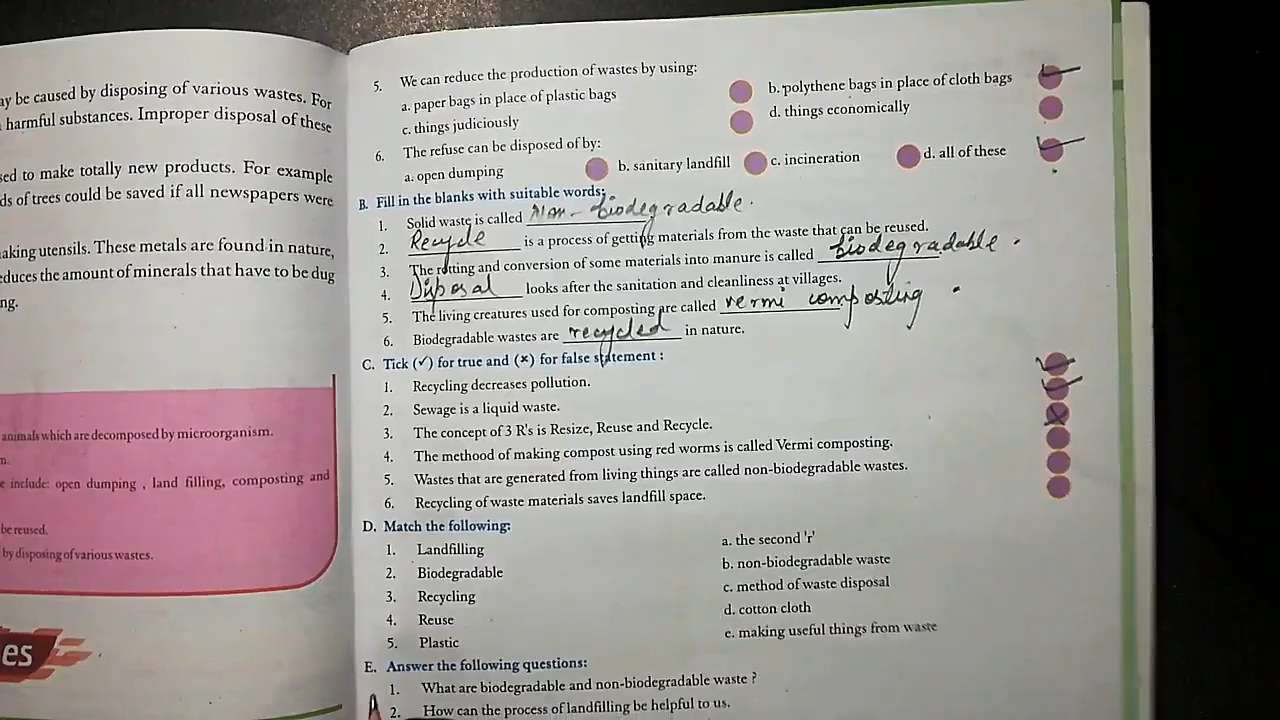 ay be caused by disposing of various wastes. For
harmful substances. Improper disposal of these
sed to make totally new products. For example
ds of trees could be saved if all newspapers were
aking utensils. These metals are found in nature,
educes the amount of minerals that have to be dug
ng.
animals which are decomposed by microorganism.
n.
e include: open dumping , land filling, composting and
be reused.
by disposing of various wastes.
es
5. We can reduce the production of wastes by using:
a. paper bags in place of plastic bags b. polythene bags in place of cloth bags
c. things judiciously d. things economically
6. The refuse can be disposed of by:
a. open dumping b. sanitary landfill c. incineration d. all of these
B. Fill in the blanks with suitable words:
1. Solid waste is called Non-biodegradable.
2. Recycle is a process of getting materials from the waste that can be reused.
3. The rotting and conversion of some materials into manure is called biodegradable.
4. Disposal looks after the sanitation and cleanliness at villages.
5. The living creatures used for composting are called vermi composting.
6. Biodegradable wastes are recycled in nature.
C. Tick (✓) for true and (×) for false statement :
1. Recycling decreases pollution. ✓
2. Sewage is a liquid waste. ✓
3. The concept of 3 R's is Resize, Reuse and Recycle. ×
4. The methood of making compost using red worms is called Vermi composting.
5. Wastes that are generated from living things are called non-biodegradable wastes.
6. Recycling of waste materials saves landfill space.
D. Match the following:
1. Landfilling a. the second 'r'
2. Biodegradable b. non-biodegradable waste
3. Recycling c. method of waste disposal
4. Reuse d. cotton cloth
5. Plastic e. making useful things from waste
E. Answer the following questions:
1. What are biodegradable and non-biodegradable waste ?
2. How can the process of landfilling be helpful to us.